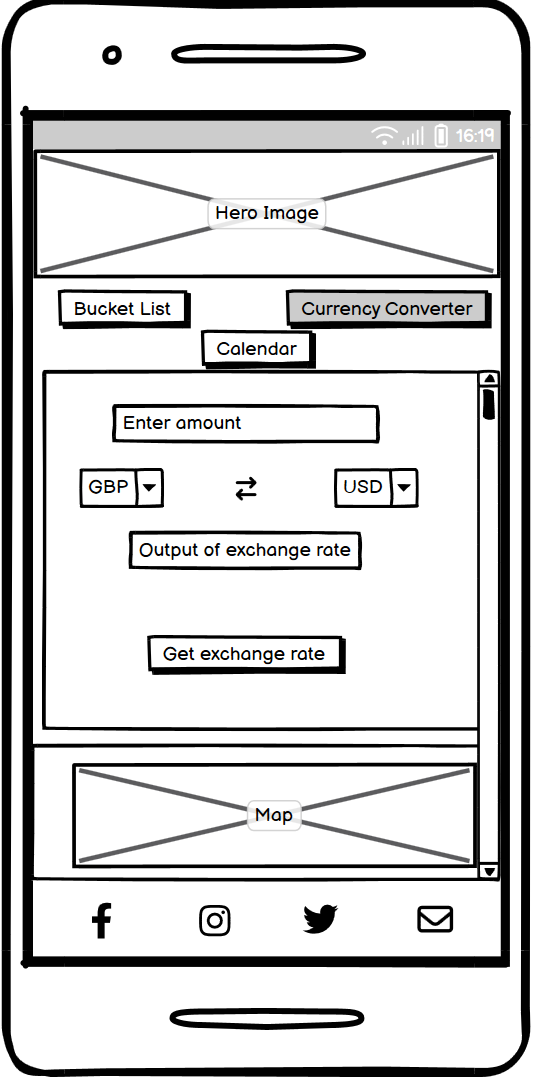 16:19
Hero Image
Bucket List
Currency Converter
Calendar
Enter amount
GBP
USD
Output of exchange rate
Get exchange rate
Map